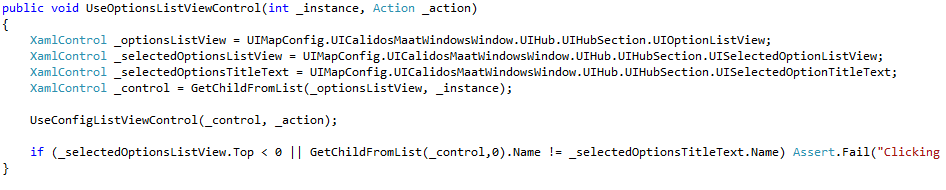 public void UseOptionsListViewControl(int _instance, Action _action)
{
XamlControl _optionsListView = UIMapConfig.UICalidosMaatWindowsWindow.UIHub.UIHubSection.UIOptionListView;
XamlControl _selectedOptionsListView = UIMapConfig.UICalidosMaatWindowsWindow.UIHub.UIHubSection.UISelectedOptionListView;
XamlControl _selectedOptionsTitleText = UIMapConfig.UICalidosMaatWindowsWindow.UIHub.UIHubSection.UISelectedOptionTitleText;
XamlControl _control = GetChildFromList(_optionsListView, _instance);
UseConfigListViewControl(_control, _action);
if (_selectedOptionsListView.Top < 0 || GetChildFromList(_control,0).Name != _selectedOptionsTitleText.Name) Assert.Fail("Clicking
}